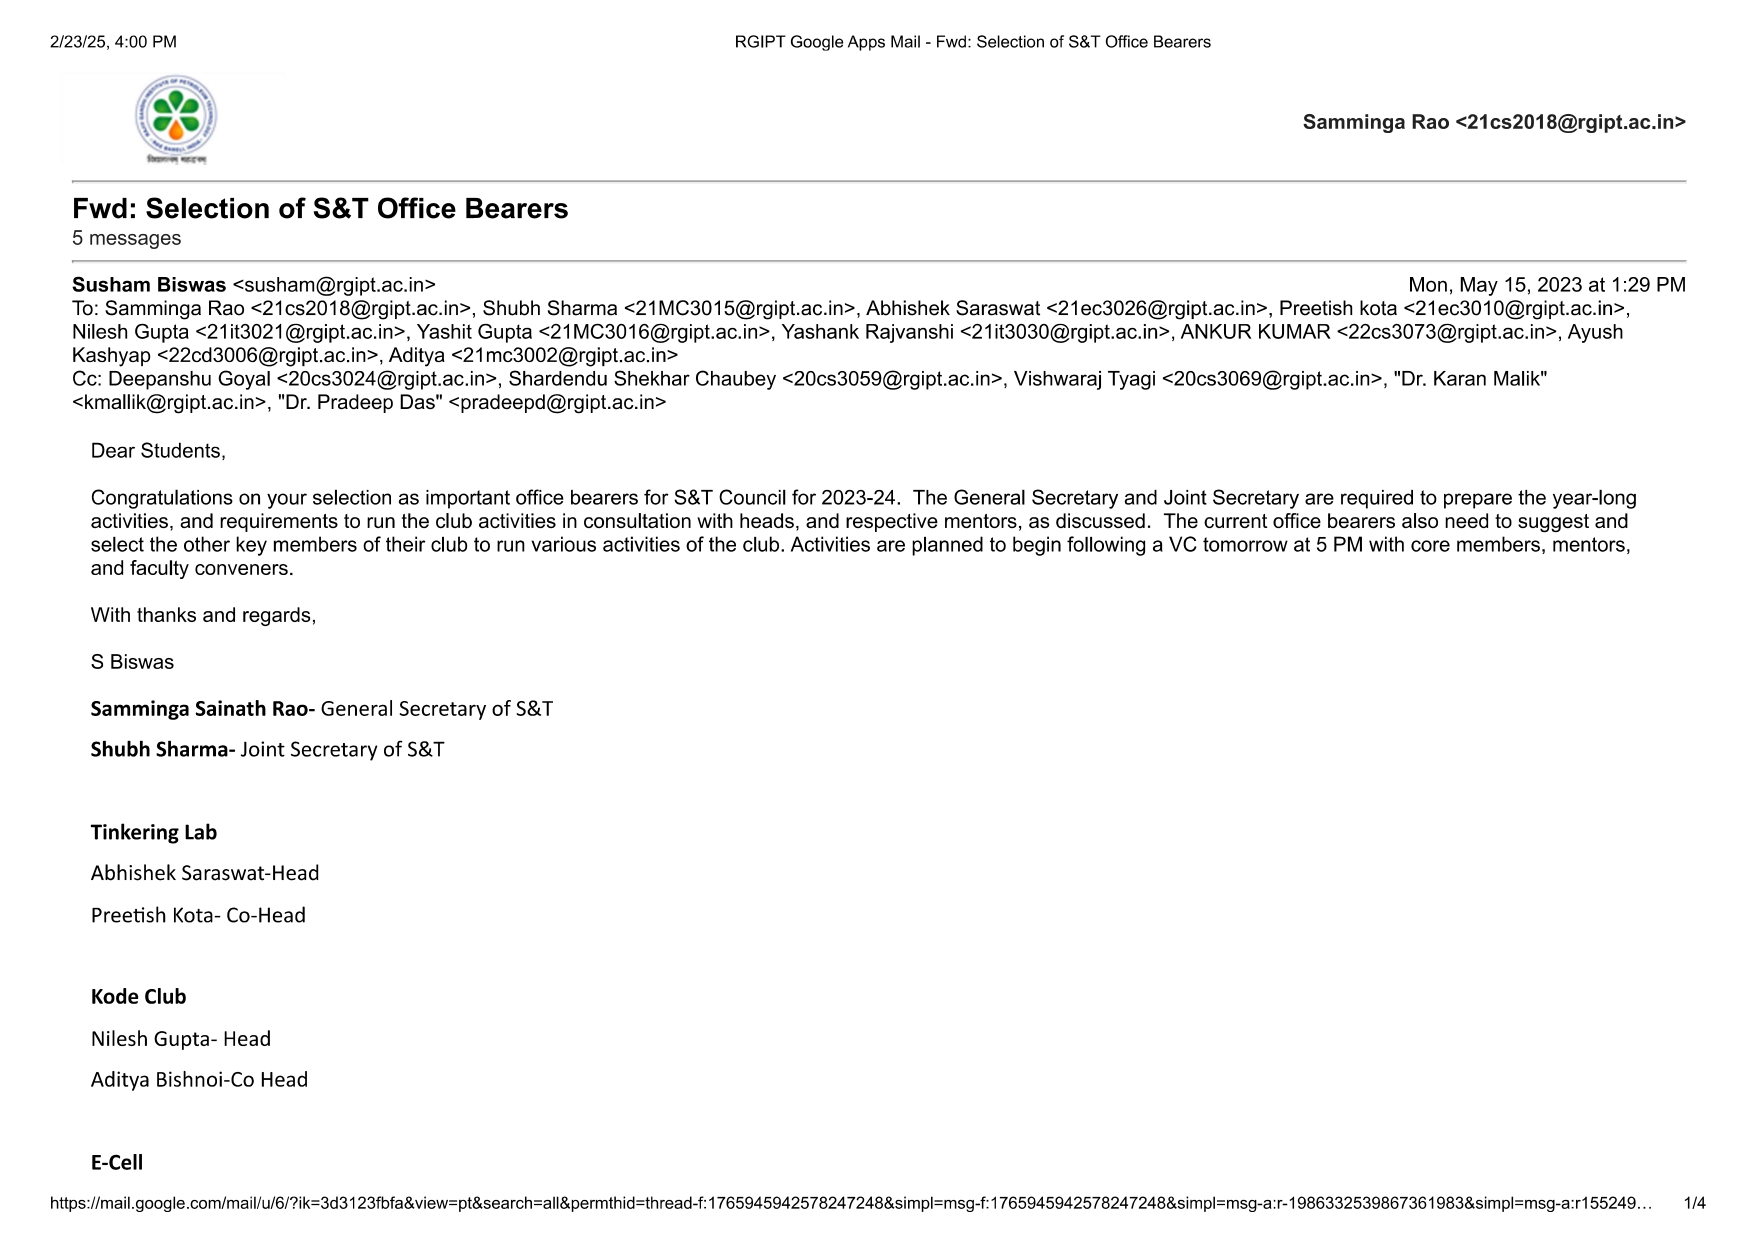 2/23/25, 4:00 PM
RGIPT Google Apps Mail - Fwd: Selection of S&T Office Bearers
Samminga Rao <21cs2018@rgipt.ac.in>
Fwd: Selection of S&T Office Bearers
5 messages
Susham Biswas <susham@rgipt.ac.in>
Mon, May 15, 2023 at 1:29 PM
To: Samminga Rao <21cs2018@rgipt.ac.in>, Shubh Sharma <21MC3015@rgipt.ac.in>, Abhishek Saraswat <21ec3026@rgipt.ac.in>, Preetish kota <21ec3010@rgipt.ac.in>,
Nilesh Gupta <21it3021@rgipt.ac.in>, Yashit Gupta <21MC3016@rgipt.ac.in>, Yashank Rajvanshi <21it3030@rgipt.ac.in>, ANKUR KUMAR <22cs3073@rgipt.ac.in>, Ayush
Kashyap <22cd3006@rgipt.ac.in>, Aditya <21mc3002@rgipt.ac.in>
Cc: Deepanshu Goyal <20cs3024@rgipt.ac.in>, Shardendu Shekhar Chaubey <20cs3059@rgipt.ac.in>, Vishwaraj Tyagi <20cs3069@rgipt.ac.in>, "Dr. Karan Malik"
<kmallik@rgipt.ac.in>, "Dr. Pradeep Das" <pradeepd@rgipt.ac.in>
Dear Students,
Congratulations on your selection as important office bearers for S&T Council for 2023-24.  The General Secretary and Joint Secretary are required to prepare the year-long
activities, and requirements to run the club activities in consultation with heads, and respective mentors, as discussed.  The current office bearers also need to suggest and
select the other key members of their club to run various activities of the club. Activities are planned to begin following a VC tomorrow at 5 PM with core members, mentors,
and faculty conveners.
With thanks and regards,
S Biswas
Samminga Sainath Rao- General Secretary of S&T
Shubh Sharma- Joint Secretary of S&T
Tinkering Lab
Abhishek Saraswat-Head
Preetish Kota- Co-Head
Kode Club
Nilesh Gupta- Head
Aditya Bishnoi-Co Head
E-Cell
https://mail.google.com/mail/u/6/?ik=3d3123fbfa&view=pt&search=all&permthid=thread-f:1765945942578247248&simpl=msg-f:1765945942578247248&simpl=msg-a:r-1986332539867361983&simpl=msg-a:r155249…
1/4